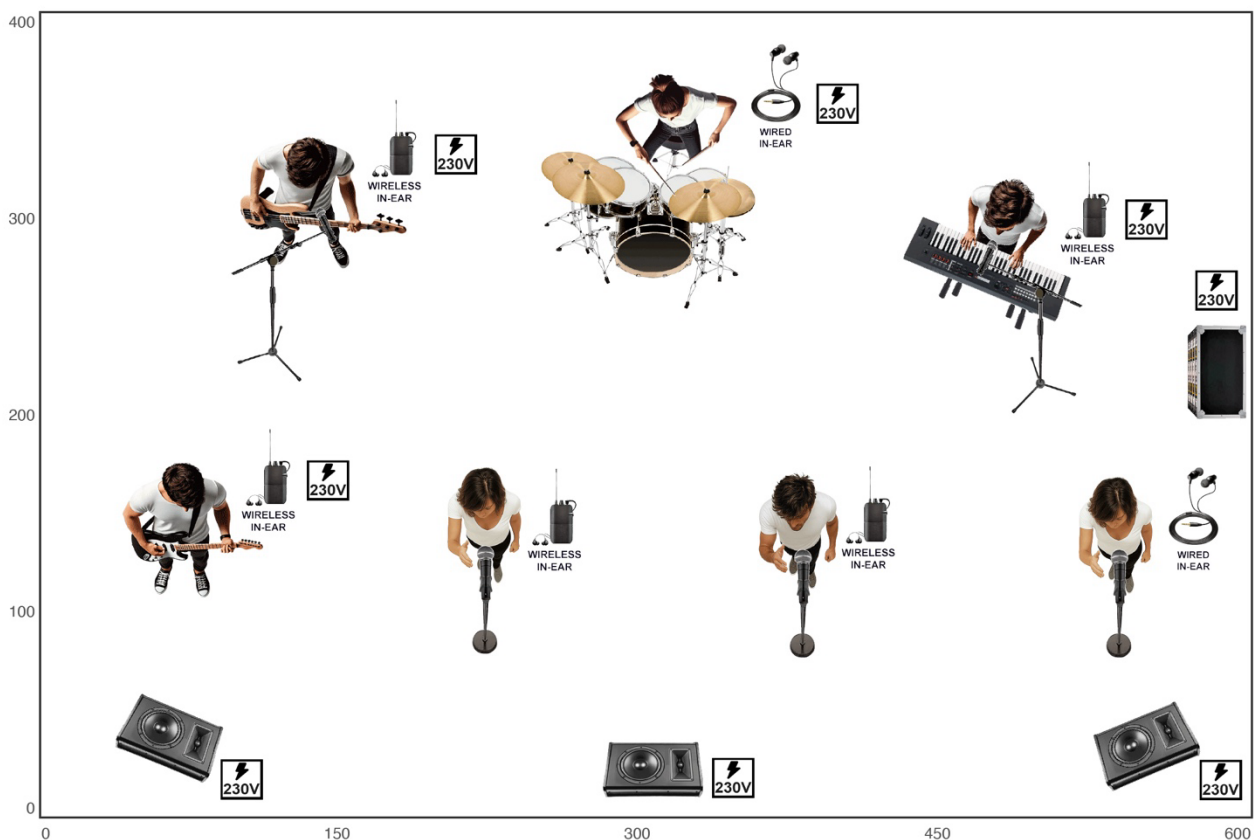 400
230V
WIRED
IN-EAR
230V
WIRELESS
IN-EAR
230V
300
WIRELESS
IN-EAR
230V
230V
200
WIRELESS
IN-EAR
230V
WIRELESS
IN-EAR
WIRELESS
IN-EAR
WIRED
IN-EAR
100
230V
230V
230V
0
0
150
300
450
600